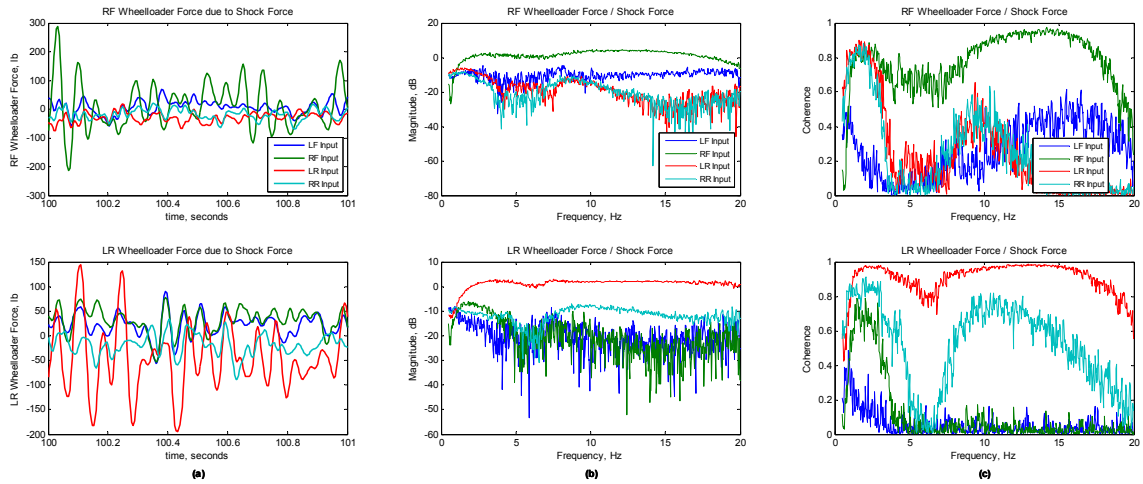 RF Wheelloader Force due to Shock Force
RF Wheelloader Force, lb
300
200
100
0
-100
-200
300
LF Input
RF Input
LR Input
RR Input
100 100.2 100.4 100.6 100.8 101
time, seconds
RF Wheelloader Force / Shock Force
Magnitude, dB
20
0
-20
-40
-60
80
LF Input
RF Input
LR Input
RR Input
0 5 10 15 20
Frequency, Hz
RF Wheelloader Force / Shock Force
Coherence
1
0.8
0.6
0.4
0.2
0
LF Input
RF Input
LR Input
RR Input
0 5 10 15 20
Frequency, Hz
LR Wheelloader Force due to Shock Force
LR Wheelloader Force, lb
150
100
50
0
-50
-100
-150
200
100 100.2 100.4 100.6 100.8 101
time, seconds
(a)
LR Wheelloader Force / Shock Force
Magnitude, dB
10
0
-10
-20
-30
-40
-50
60
0 5 10 15 20
Frequency, Hz
(b)
LR Wheelloader Force / Shock Force
Coherence
1
0.8
0.6
0.4
0.2
0
0 5 10 15 20
Frequency, Hz
(c)